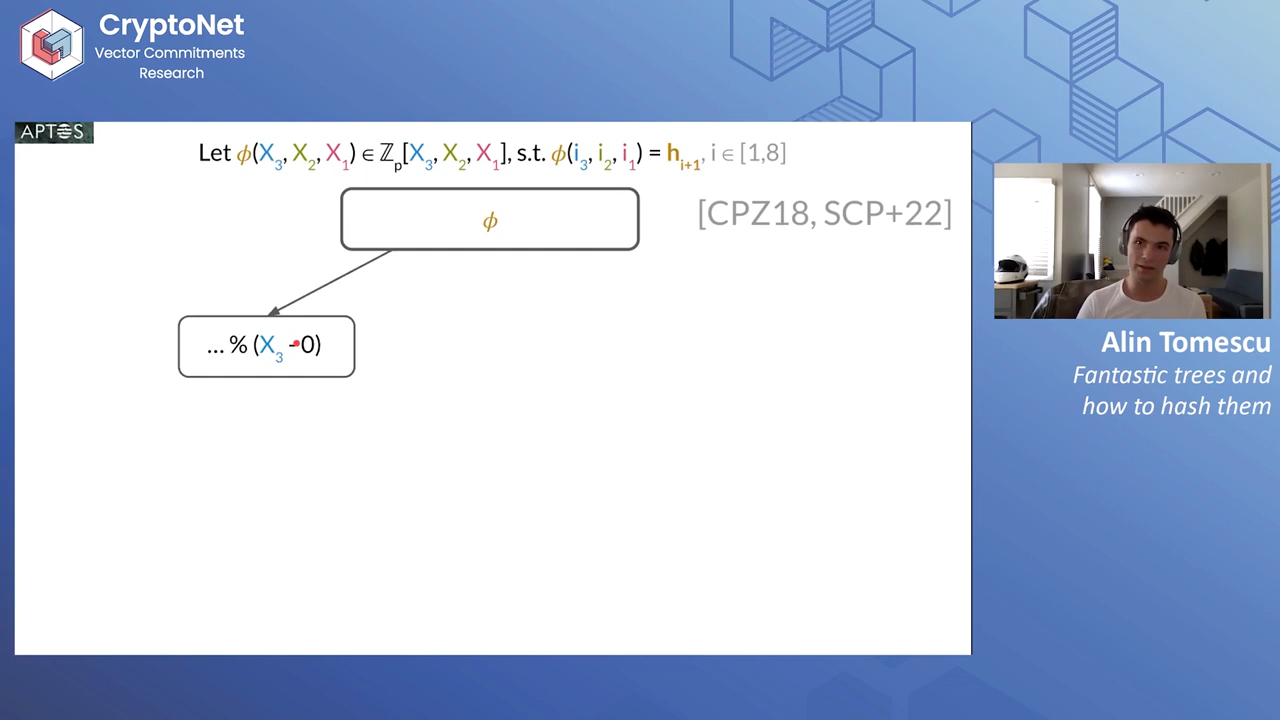 CryptoNet
Vector Commitments
Research
APTOS
Let ϕ(X₃, X₂, X₁) ∈ ℤₚ[X₃, X₂, X₁], s.t. ϕ(i₃, i₂, i₁) = hᵢ₊₁, i ∈ [1,8]
ϕ
[CPZ18, SCP+22]
... % (X₃ -0)
Alin Tomescu
Fantastic trees and
how to hash them